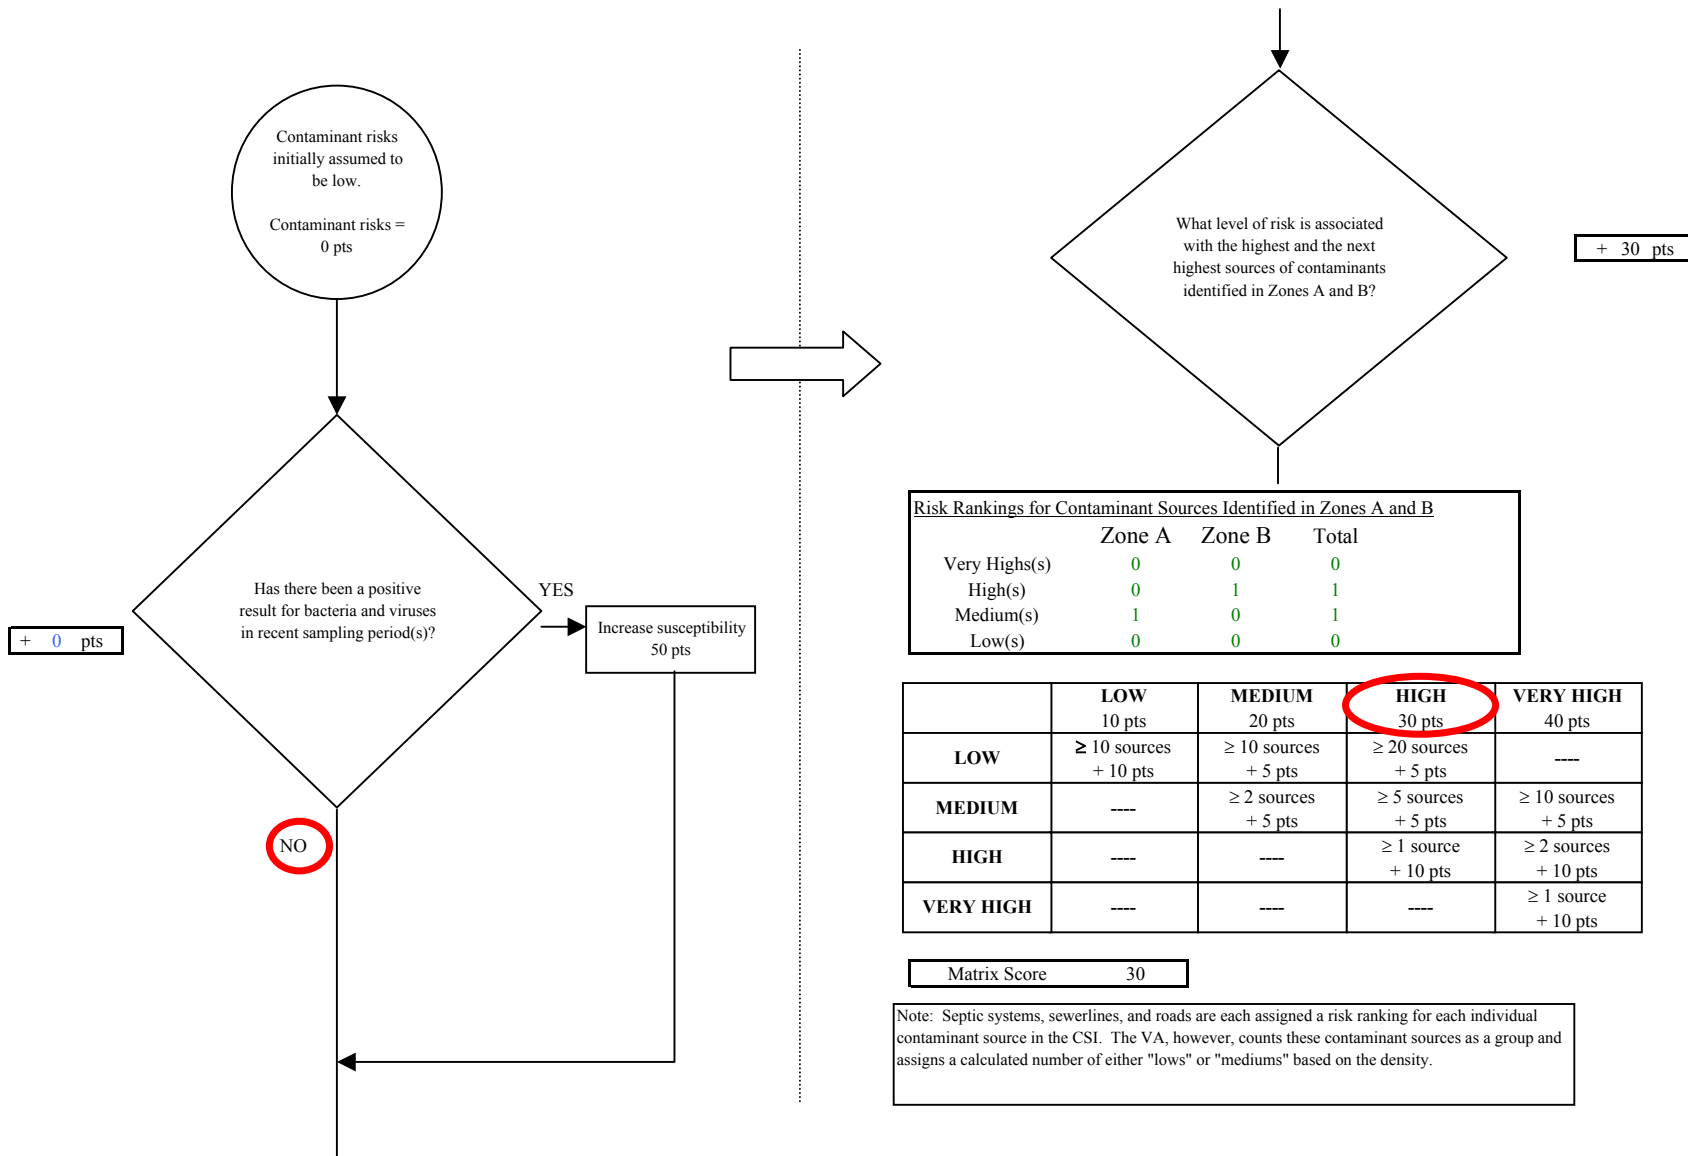 Contaminant risks
initially assumed to
be low.
Contaminant risks =
0 pts
Has there been a positive
result for bacteria and viruses
in recent sampling period(s)?
YES
+ 0 pts
Increase susceptibility
50 pts
NO
What level of risk is associated
with the highest and the next
highest sources of contaminants
identified in Zones A and B?
+ 30 pts
Risk Rankings for Contaminant Sources Identified in Zones A and B
Zone A Zone B Total
Very Highs(s) 0 0 0
High(s) 0 1 1
Medium(s) 1 0 1
Low(s) 0 0 0
LOW MEDIUM HIGH VERY HIGH
10 pts 20 pts 30 pts 40 pts
LOW ≥ 10 sources + 10 pts ≥ 10 sources + 5 pts ≥ 20 sources + 5 pts ----
MEDIUM ---- ≥ 2 sources + 5 pts ≥ 5 sources + 5 pts ≥ 10 sources + 5 pts
HIGH ---- ---- ≥ 1 source + 10 pts ≥ 2 sources + 10 pts
VERY HIGH ---- ---- ---- ≥ 1 source + 10 pts
Matrix Score 30
Note: Septic systems, sewerlines, and roads are each assigned a risk ranking for each individual
contaminant source in the CSI. The VA, however, counts these contaminant sources as a group and
assigns a calculated number of either "lows" or "mediums" based on the density.